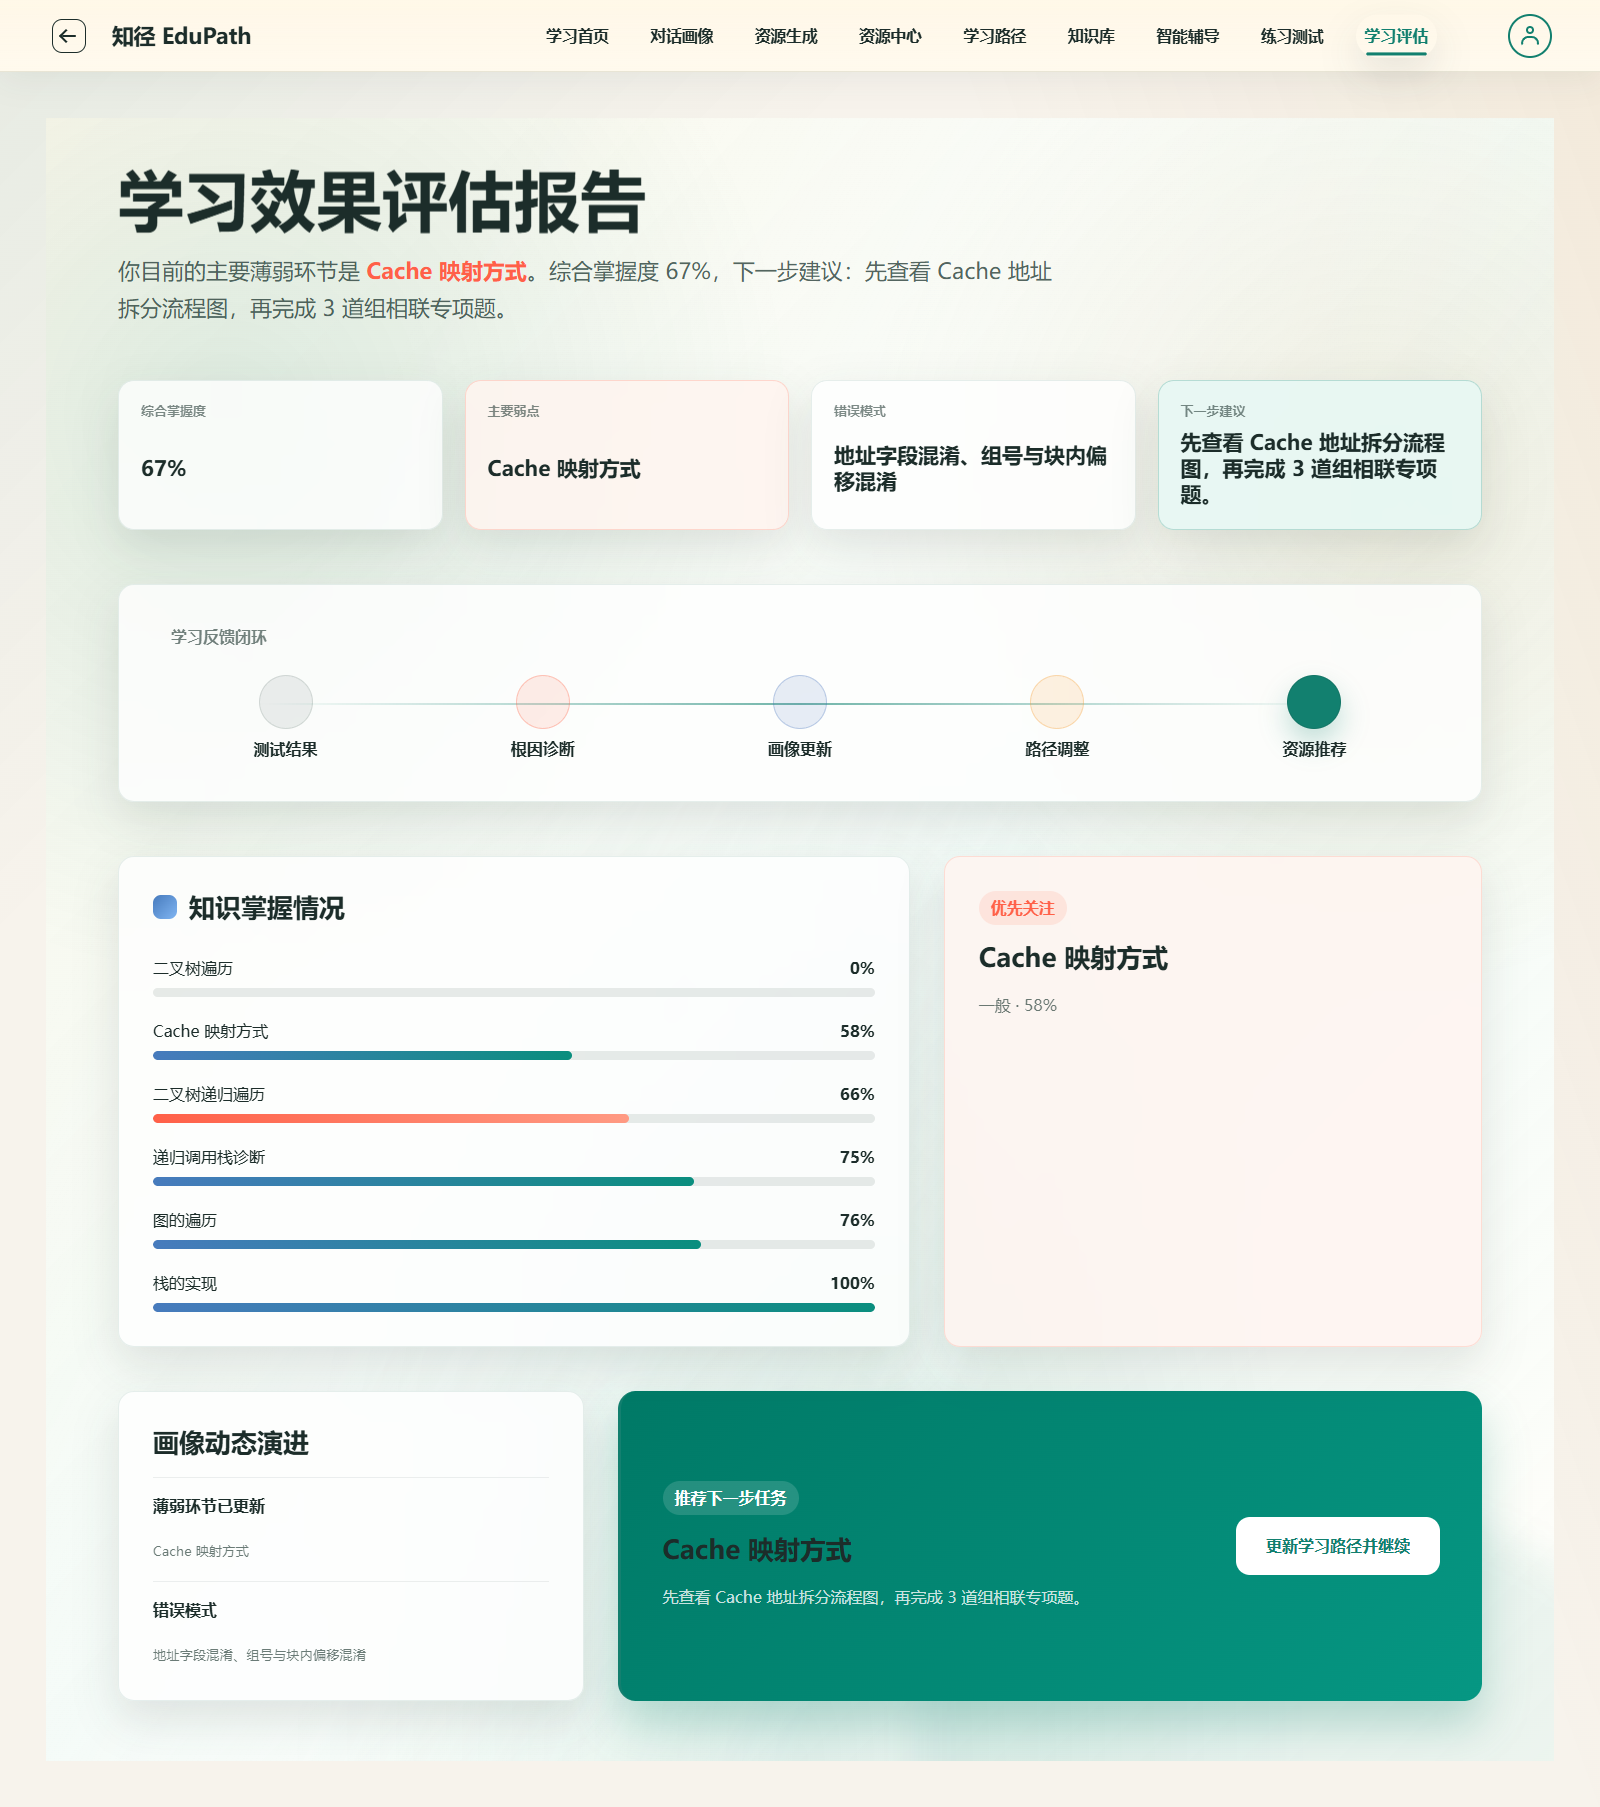 知径 EduPath
学习首页
对话画像
资源生成
资源中心
学习路径
知识库
智能辅导
练习测试
学习评估
学习效果评估报告
你目前的主要薄弱环节是 Cache 映射方式。综合掌握度 67%，下一步建议：先查看 Cache 地址
拆分流程图，再完成 3 道组相联专项题。
综合掌握度
67%
主要弱点
Cache 映射方式
错误模式
地址字段混淆、组号与块内偏
移混淆
下一步建议
先查看 Cache 地址拆分流程
图，再完成 3 道组相联专项
题。
学习反馈闭环
测试结果
根因诊断
画像更新
路径调整
资源推荐
知识掌握情况
二叉树遍历 0%
Cache 映射方式 58%
二叉树递归遍历 66%
递归调用栈诊断 75%
图的遍历 76%
栈的实现 100%
优先关注
Cache 映射方式
一般 · 58%
画像动态演进
薄弱环节已更新
Cache 映射方式
错误模式
地址字段混淆、组号与块内偏移混淆
推荐下一步任务
Cache 映射方式
先查看 Cache 地址拆分流程图，再完成 3 道组相联专项题。
更新学习路径并继续